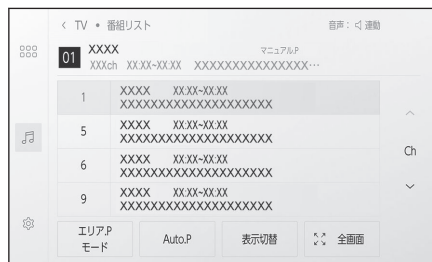 < TV • 番組リスト 音声：連動
01 XXXX マニュアル.P
XXXch XX:XX~XX:XX XXXXXXXXXXXXXXX…
1 XXXX XX:XX~XX:XX
XXXXXXXXXXXXXXXXXXXXX
5 XXXX XX:XX~XX:XX
XXXXXXXXXXXXXXXXXXXXX
6 XXXX XX:XX~XX:XX
XXXXXXXXXXXXXXXXXXXXX
9 XXXX XX:XX~XX:XX
XXXXXXXXXXXXXXXXXXXXX
Ch
エリア.P
モード
Auto.P
表示切替
全画面